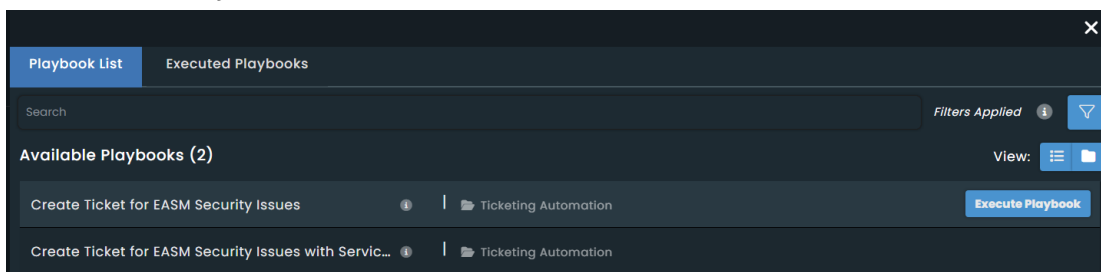 Playbook List Executed Playbooks
Search Filters Applied
Available Playbooks (2) View:
Create Ticket for EASM Security Issues Ticketing Automation Execute Playbook
Create Ticket for EASM Security Issues with Servic... Ticketing Automation